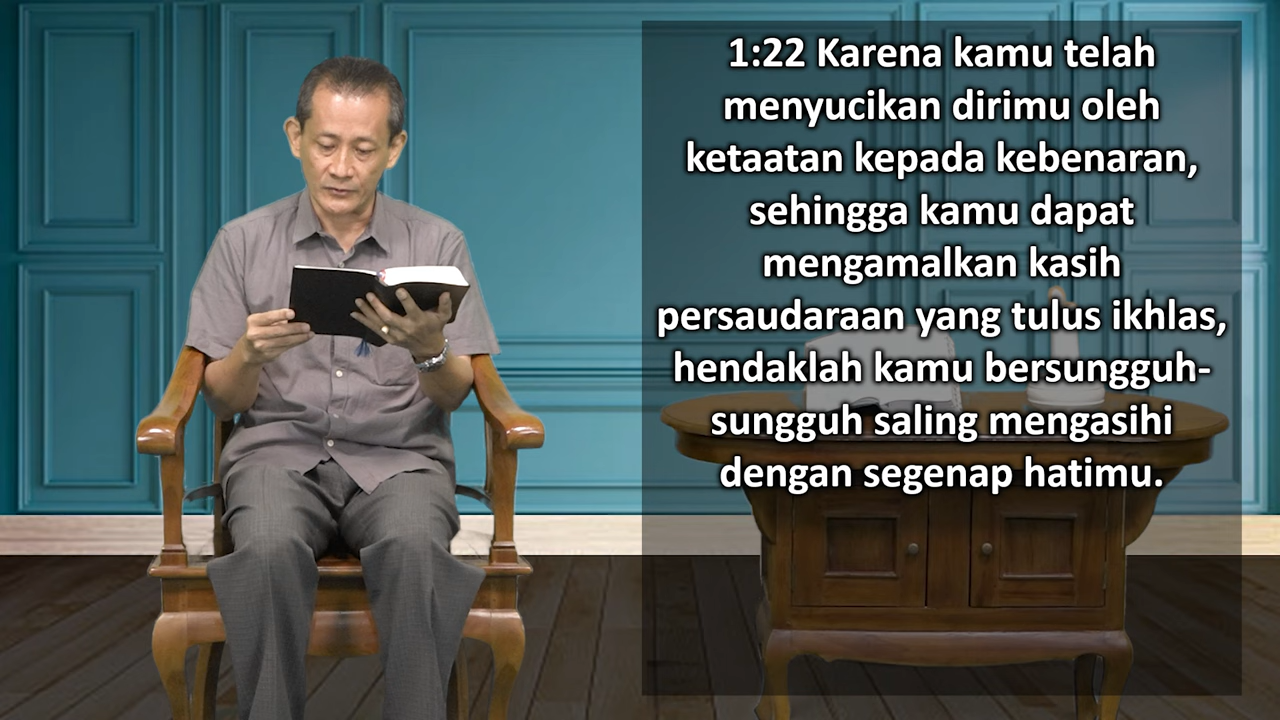 1:22 Karena kamu telah
menyucikan dirimu oleh
ketaatan kepada kebenaran,
sehingga kamu dapat
mengamalkan kasih
persaudaraan yang tulus ikhlas,
hendaklah kamu bersungguh-
sungguh saling mengasihi
dengan segenap hatimu.